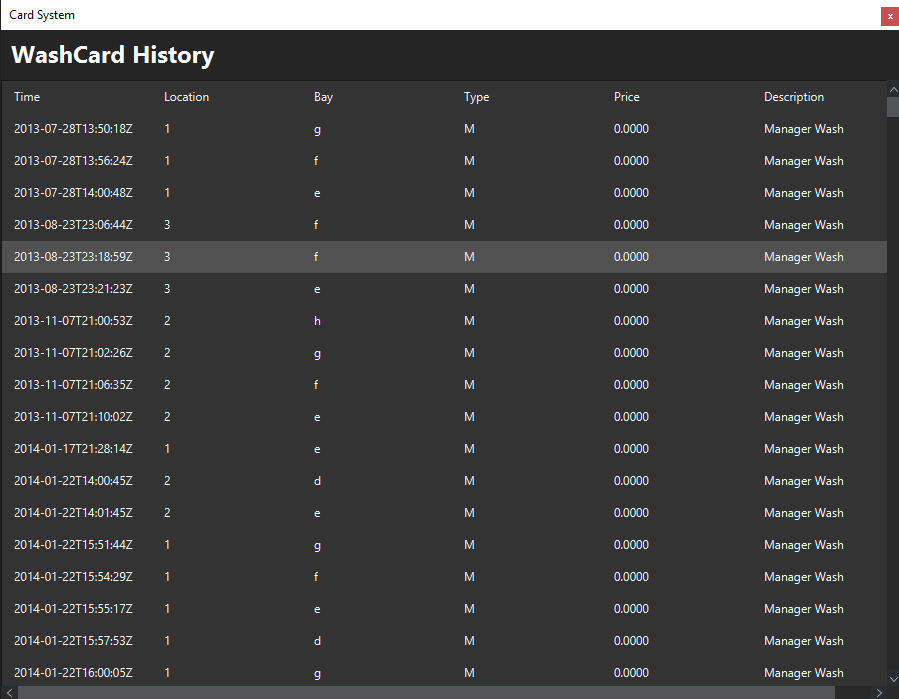 Card System
x
WashCard History
Time Location Bay Type Price Description
2013-07-28T13:50:18Z 1 g M 0.0000 Manager Wash
2013-07-28T13:56:24Z 1 f M 0.0000 Manager Wash
2013-07-28T14:00:48Z 1 e M 0.0000 Manager Wash
2013-08-23T23:06:44Z 3 f M 0.0000 Manager Wash
2013-08-23T23:18:59Z 3 f M 0.0000 Manager Wash
2013-08-23T23:21:23Z 3 e M 0.0000 Manager Wash
2013-11-07T21:00:53Z 2 h M 0.0000 Manager Wash
2013-11-07T21:02:26Z 2 g M 0.0000 Manager Wash
2013-11-07T21:06:35Z 2 f M 0.0000 Manager Wash
2013-11-07T21:10:02Z 2 e M 0.0000 Manager Wash
2014-01-17T21:28:14Z 1 e M 0.0000 Manager Wash
2014-01-22T14:00:45Z 2 d M 0.0000 Manager Wash
2014-01-22T14:01:45Z 2 e M 0.0000 Manager Wash
2014-01-22T15:51:44Z 1 g M 0.0000 Manager Wash
2014-01-22T15:54:29Z 1 f M 0.0000 Manager Wash
2014-01-22T15:55:17Z 1 e M 0.0000 Manager Wash
2014-01-22T15:57:53Z 1 d M 0.0000 Manager Wash
2014-01-22T16:00:05Z 1 g M 0.0000 Manager Wash